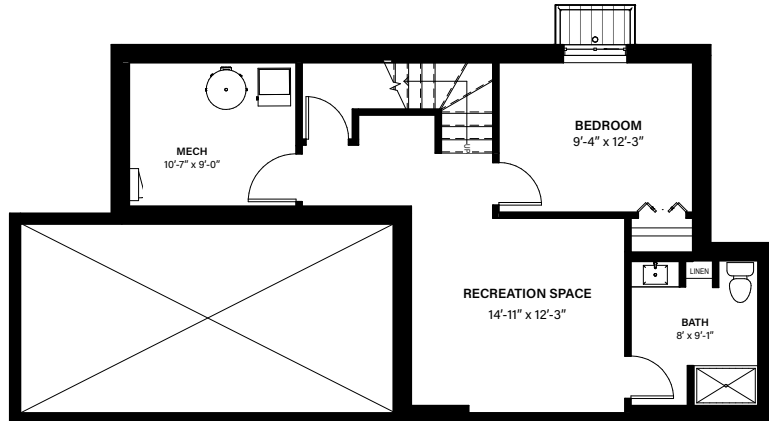 MECH
10'-7" x 9'-0"
UP
BEDROOM
9'-4" x 12'-3"
RECREATION SPACE
14'-11" x 12'-3"
LINEN
BATH
8' x 9'-1"